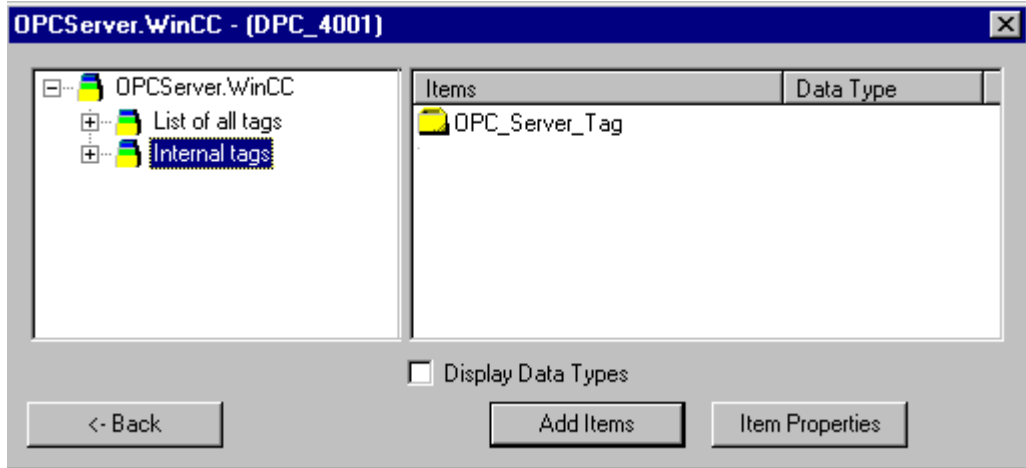 OPCServer.WinCC - (DPC_4001)
OPCServer.WinCC
List of all tags
Internal tags
Items Data Type
OPC_Server_Tag
Display Data Types
<- Back Add Items Item Properties